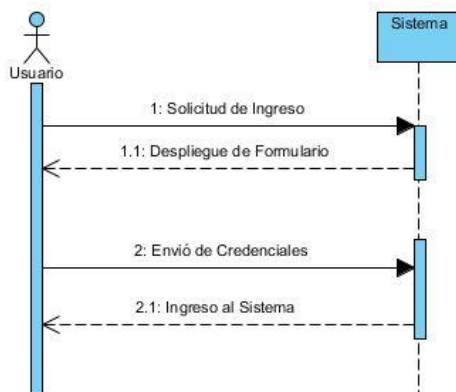 Sistema
Usuario
1: Solicitud de Ingreso
1.1: Despliegue de Formulario
2: Envió de Credenciales
2.1: Ingreso al Sistema